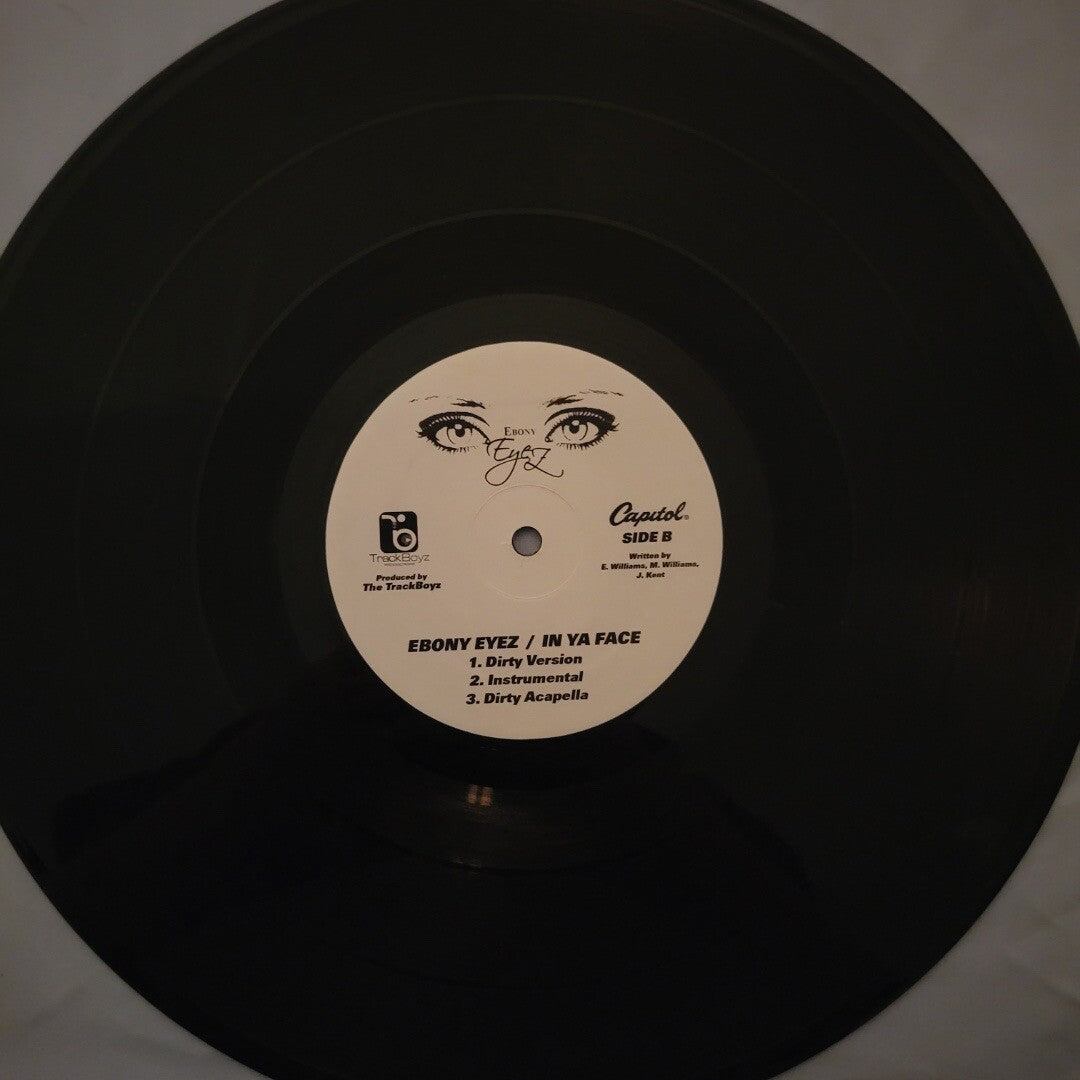 EBONY
EyeZ
TrackBoyz
Produced by
The TrackBoyz
Capitol®
SIDE B
Written by
E. Williams, M. Williams,
J. Kent
EBONY EYEZ / IN YA FACE
1. Dirty Version
2. Instrumental
3. Dirty Acapella